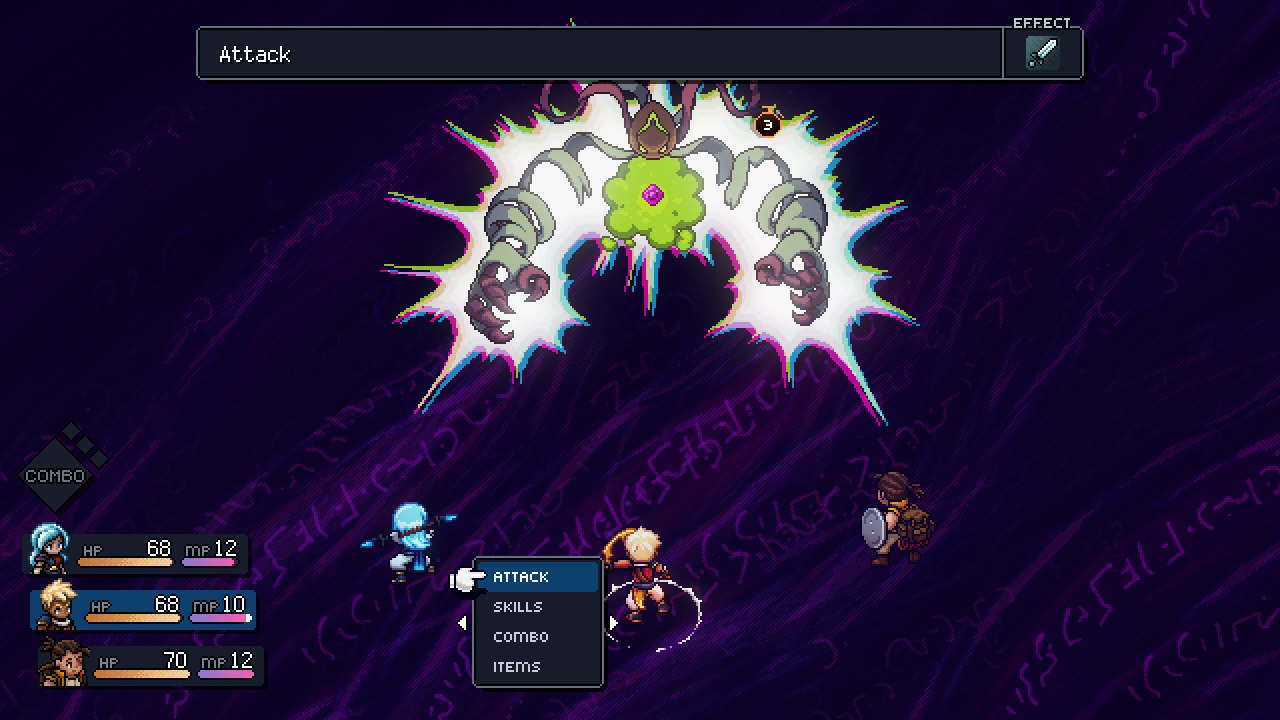 EFFECT
Attack
3
COMBO
HP 68 MP 12
HP 68 MP 10
HP 70 MP 12
ATTACK
SKILLS
COMBO
ITEMS